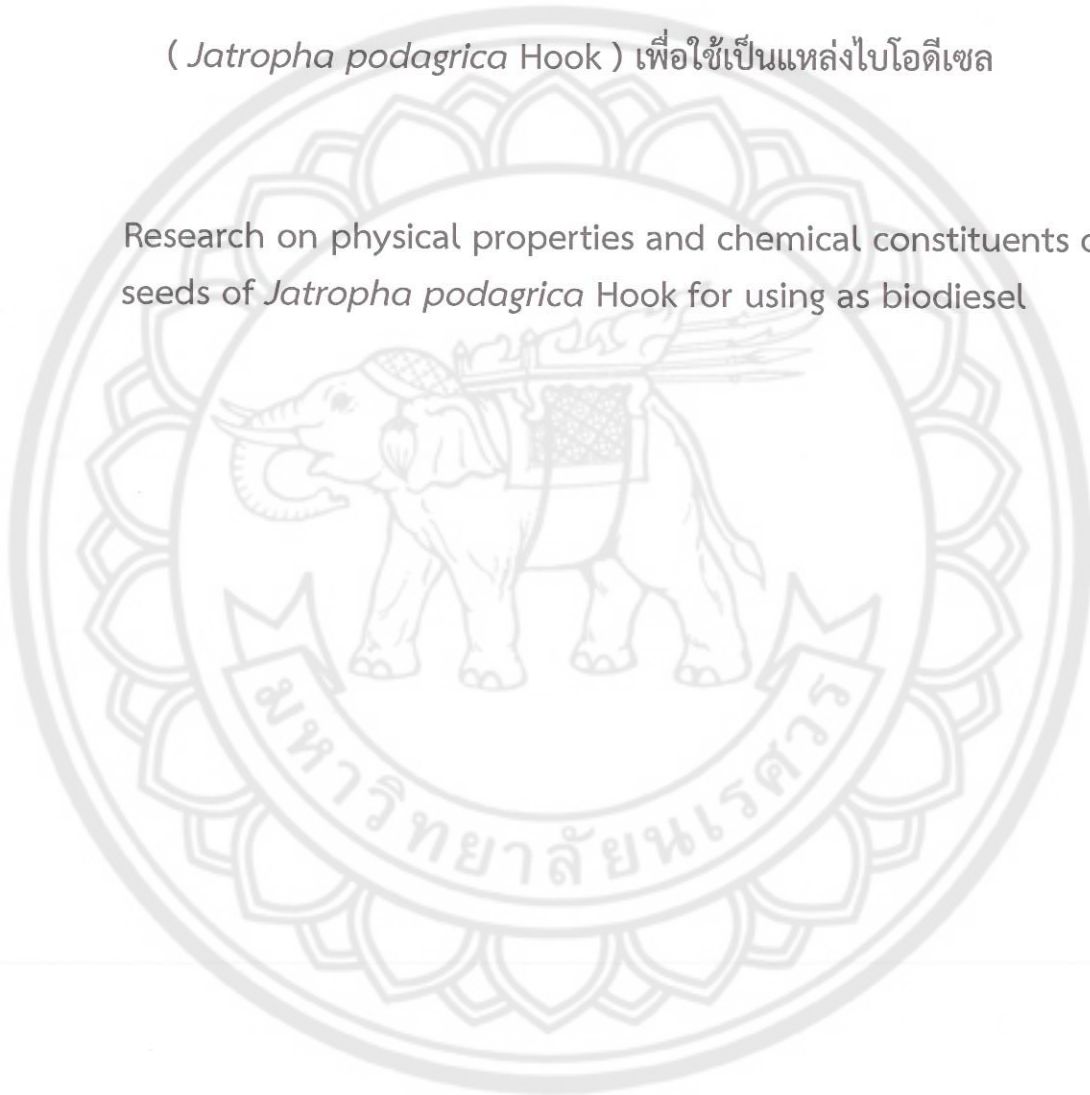 ( Jatropha podagrica Hook ) เพื่อใช้เป็นแหล่งไบโอดีเซล
Research on physical properties and chemical constituents
seeds of Jatropha podagrica Hook for using as biodiesel
มหาวิทยาลัยนเรศวร